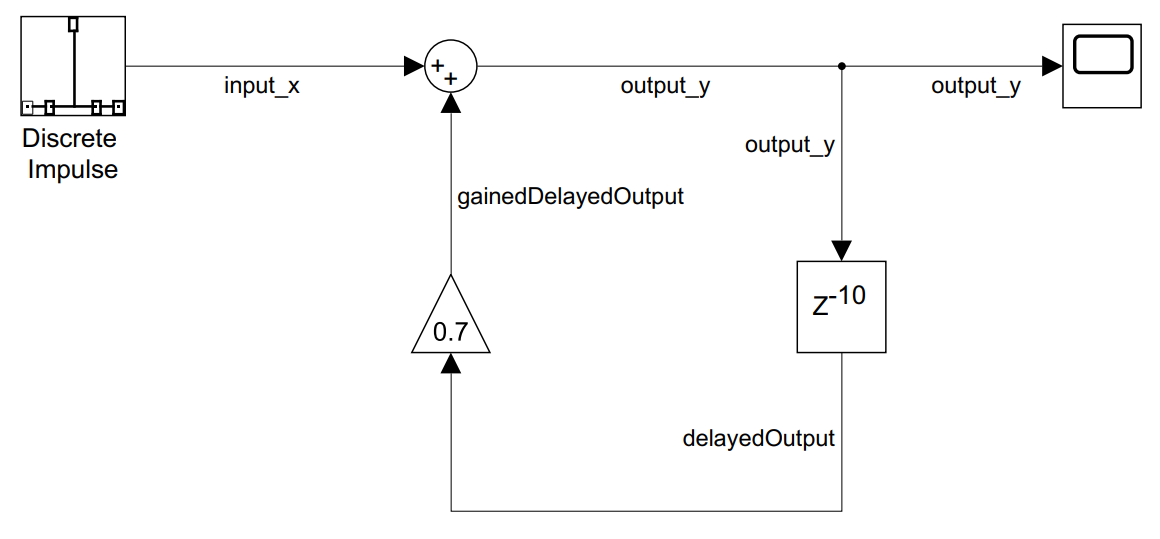 +
+
input_x
output_y
output_y
Discrete
Impulse
output_y
gainedDelayedOutput
z-10
0.7
delayedOutput